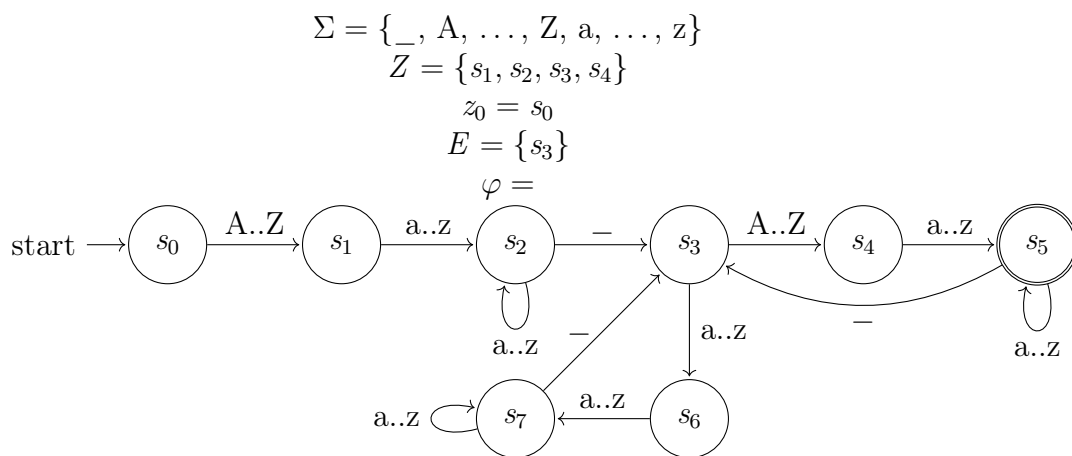 Σ = {_, A, …, Z, a, …, z}
Z = {s₁, s₂, s₃, s₄}
z₀ = s₀
E = {s₃}
φ =
start s₀ A..Z s₁ a..z s₂ _ s₃ A..Z s₄ a..z s₅
_
a..z a..z a..z
_
a..z s₇ a..z s₆